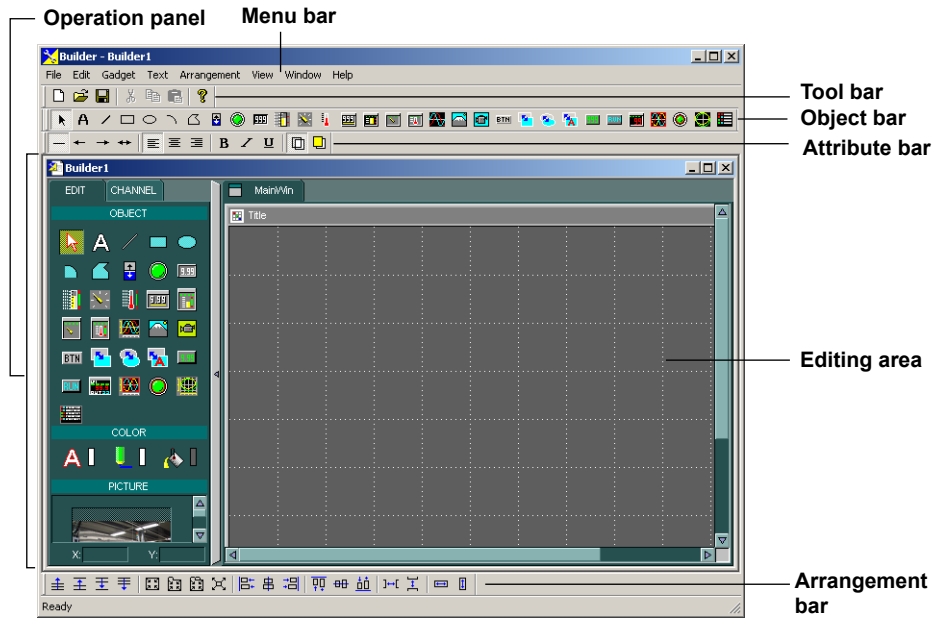 Operation panel
Menu bar
Builder - Builder1
File Edit Gadget Text Arrangement View Window Help
Tool bar
Object bar
Attribute bar
Builder1
EDIT CHANNEL
MainWin
OBJECT
Title
Editing area
BTN
COLOR
PICTURE
X: Y:
Arrangement
bar
Ready